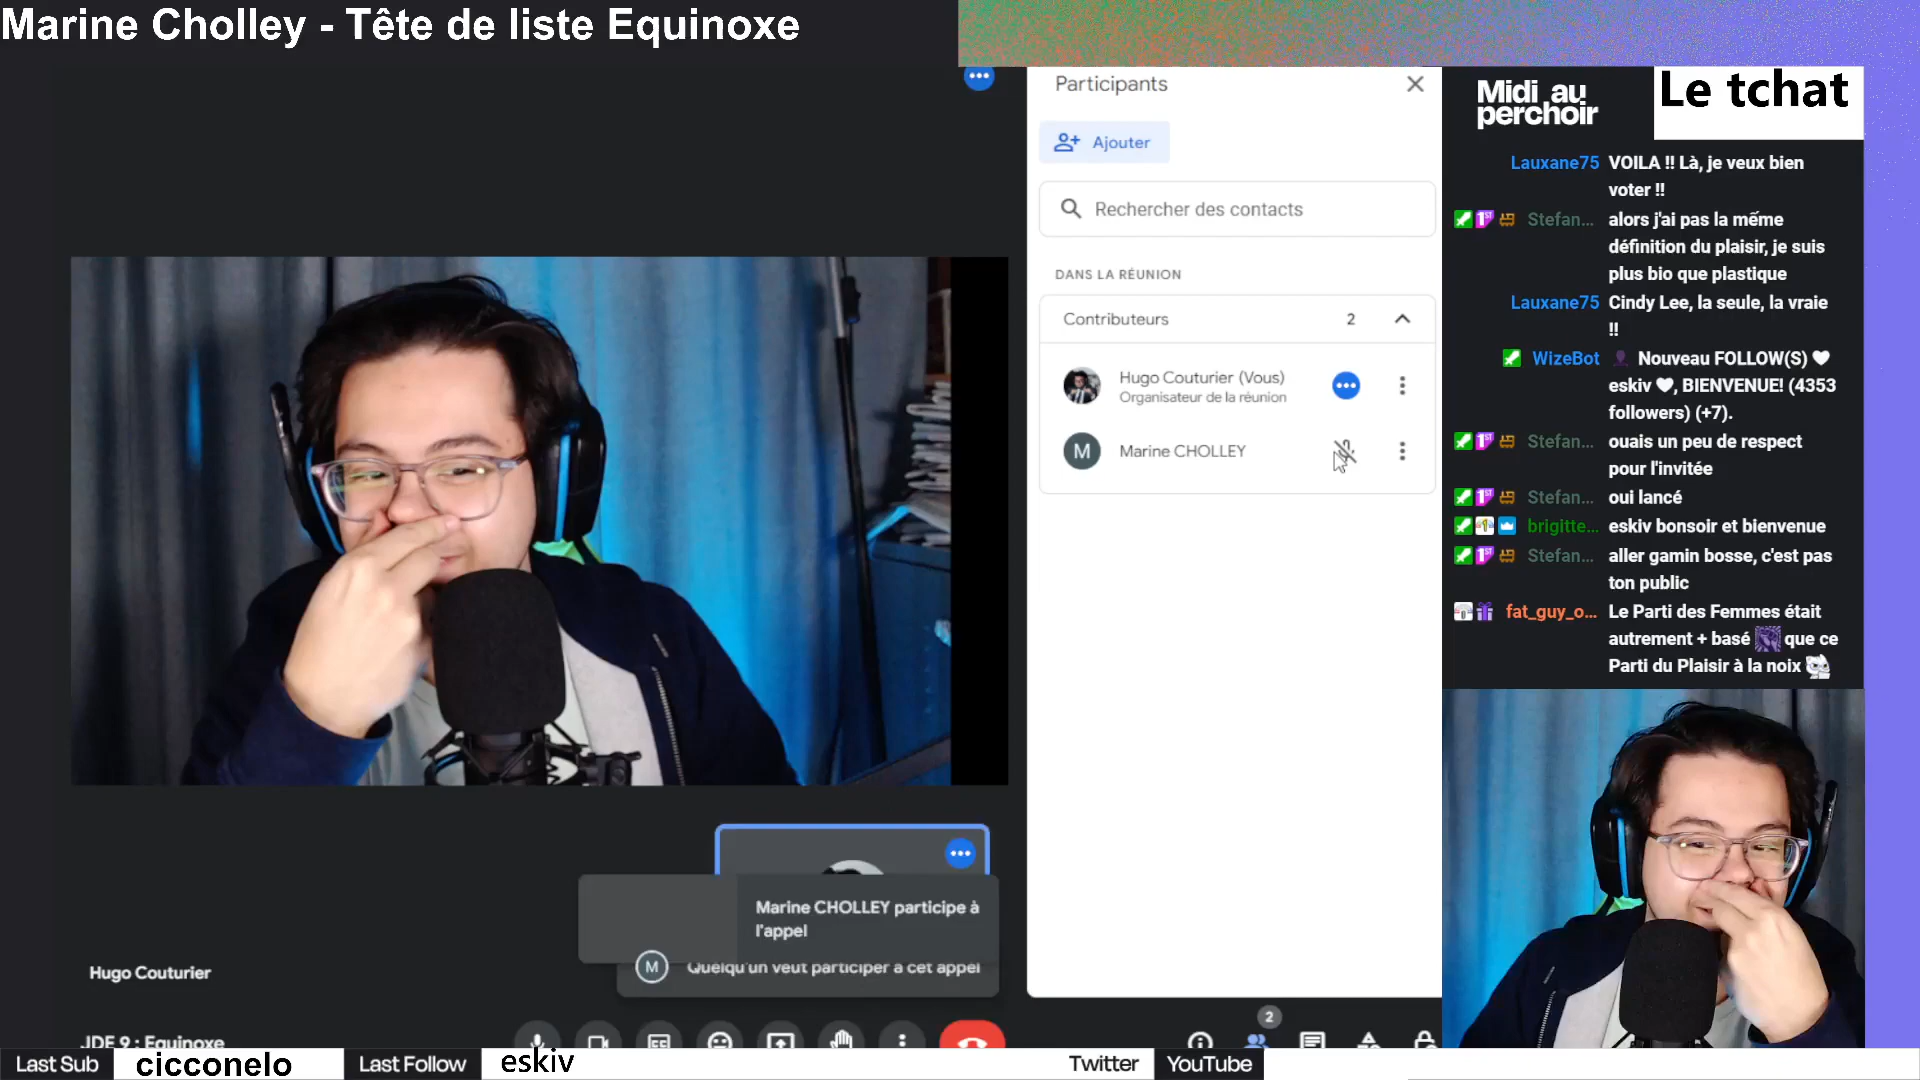 Marine Cholley - Tête de liste Equinoxe
Participants
Ajouter
Rechercher des contacts
DANS LA RÉUNION
Contributeurs 2
Hugo Couturier (Vous)
Organisateur de la réunion
M Marine CHOLLEY
Marine CHOLLEY participe à
l'appel
M Quelqu'un veut participer à cet appel
Hugo Couturier
JDE 9 : Equinoxe
2
Midi au
perchoir
Le tchat
Lauxane75 VOILA !! Là, je veux bien
voter !!
Stefan... alors j'ai pas la même
définition du plaisir, je suis
plus bio que plastique
Lauxane75 Cindy Lee, la seule, la vraie
!!
WizeBot Nouveau FOLLOW(S) ♥
eskiv ♥, BIENVENUE! (4353
followers) (+7).
Stefan... ouais un peu de respect
pour l'invitée
Stefan... oui lancé
brigitte... eskiv bonsoir et bienvenue
Stefan... aller gamin bosse, c'est pas
ton public
fat_guy_o... Le Parti des Femmes était
autrement + basé que ce
Parti du Plaisir à la noix
Last Sub cicconelo Last Follow eskiv Twitter YouTube